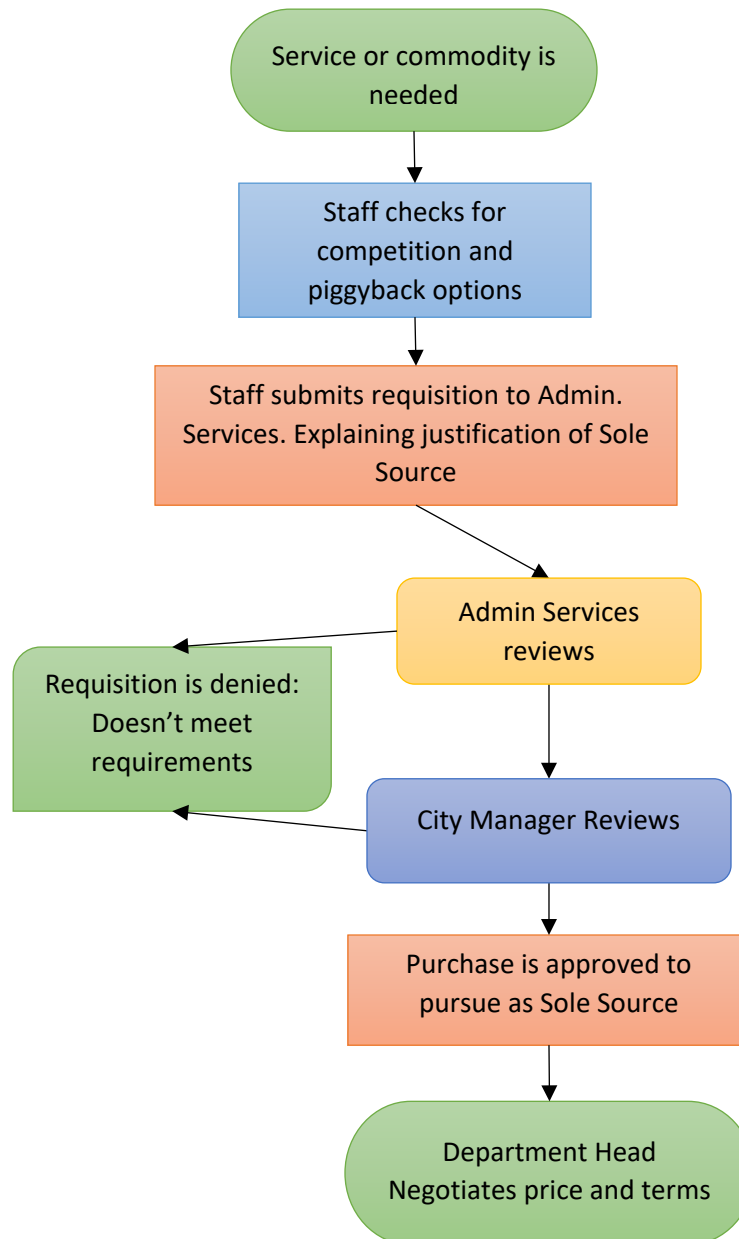 Service or commodity is
needed
Staff checks for
competition and
piggyback options
Staff submits requisition to Admin.
Services. Explaining justification of Sole
Source
Admin Services
reviews
Requisition is denied:
Doesn’t meet
requirements
City Manager Reviews
Purchase is approved to
pursue as Sole Source
Department Head
Negotiates price and terms